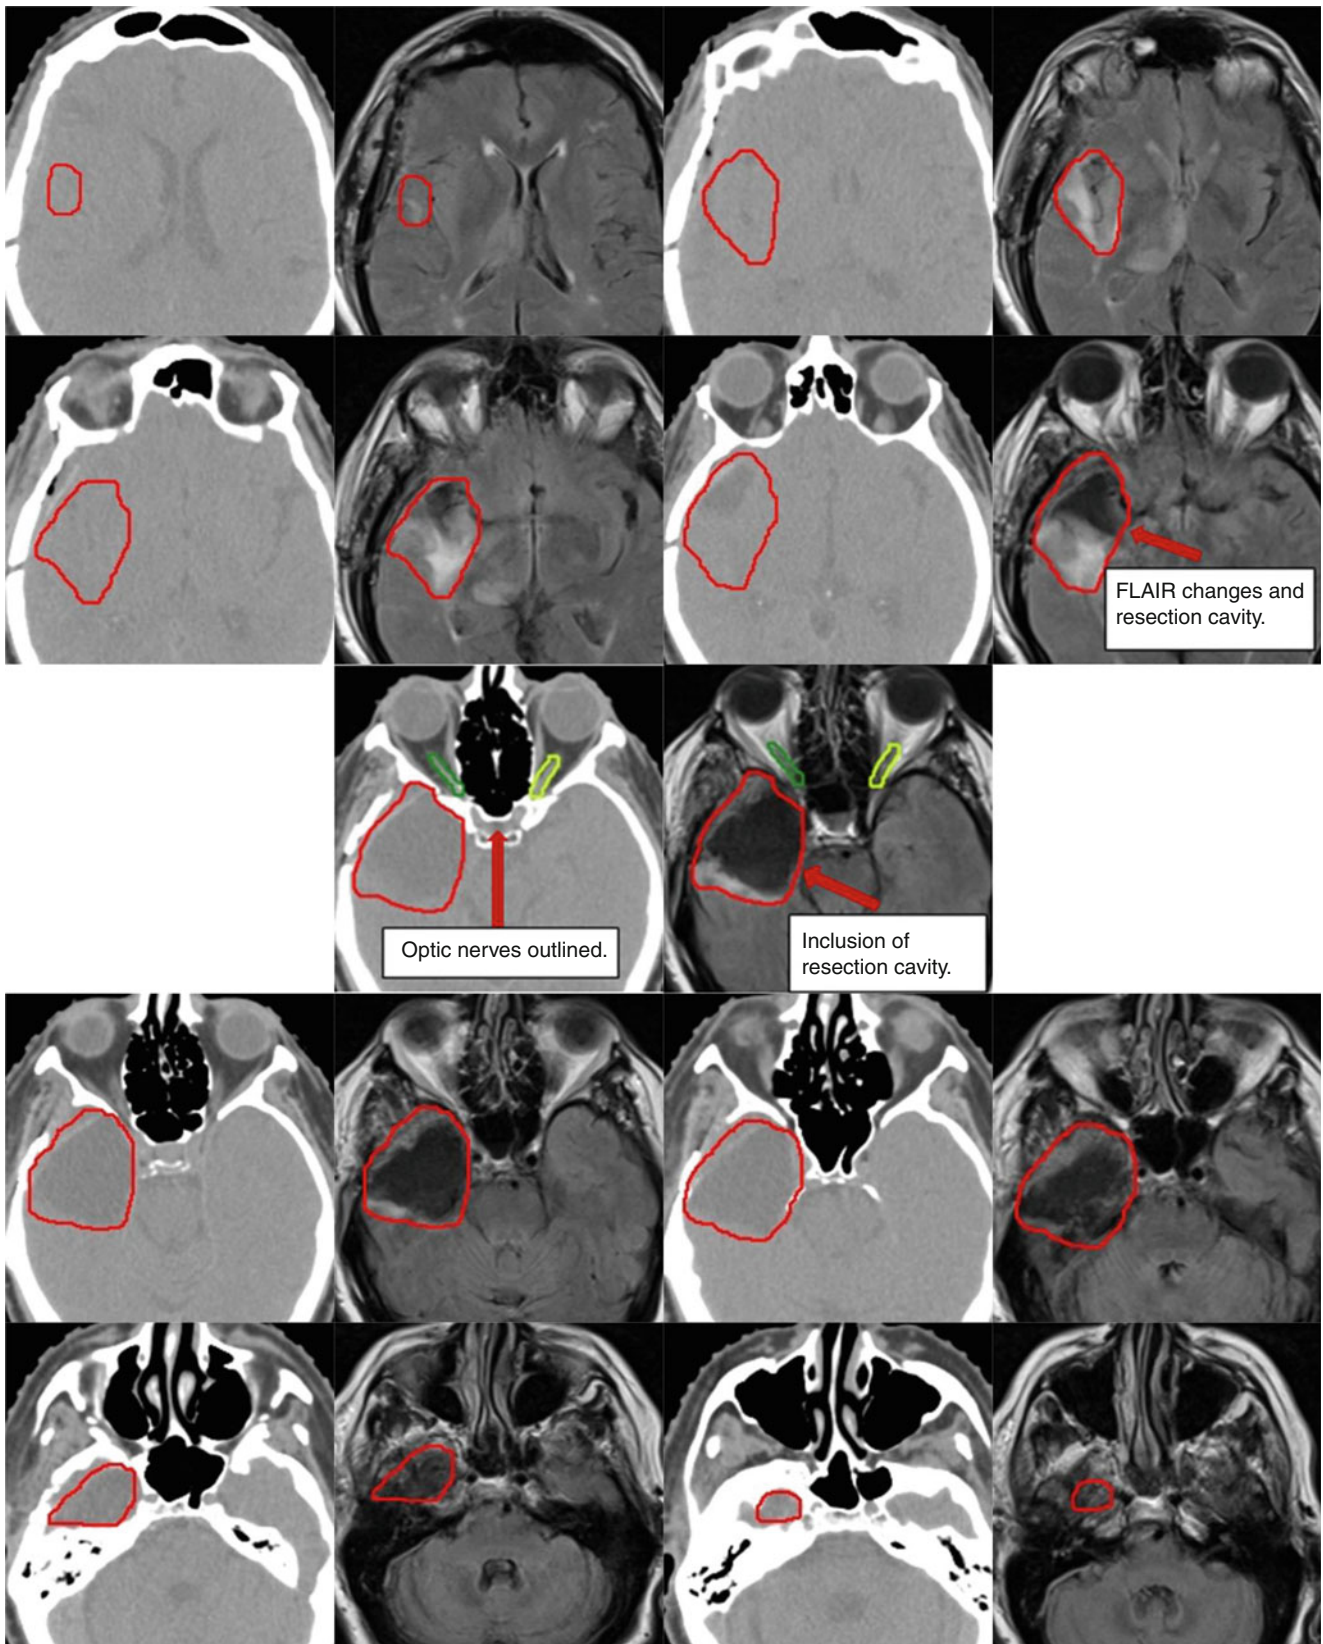 FLAIR changes and
resection cavity.
Optic nerves outlined.
Inclusion of
resection cavity.